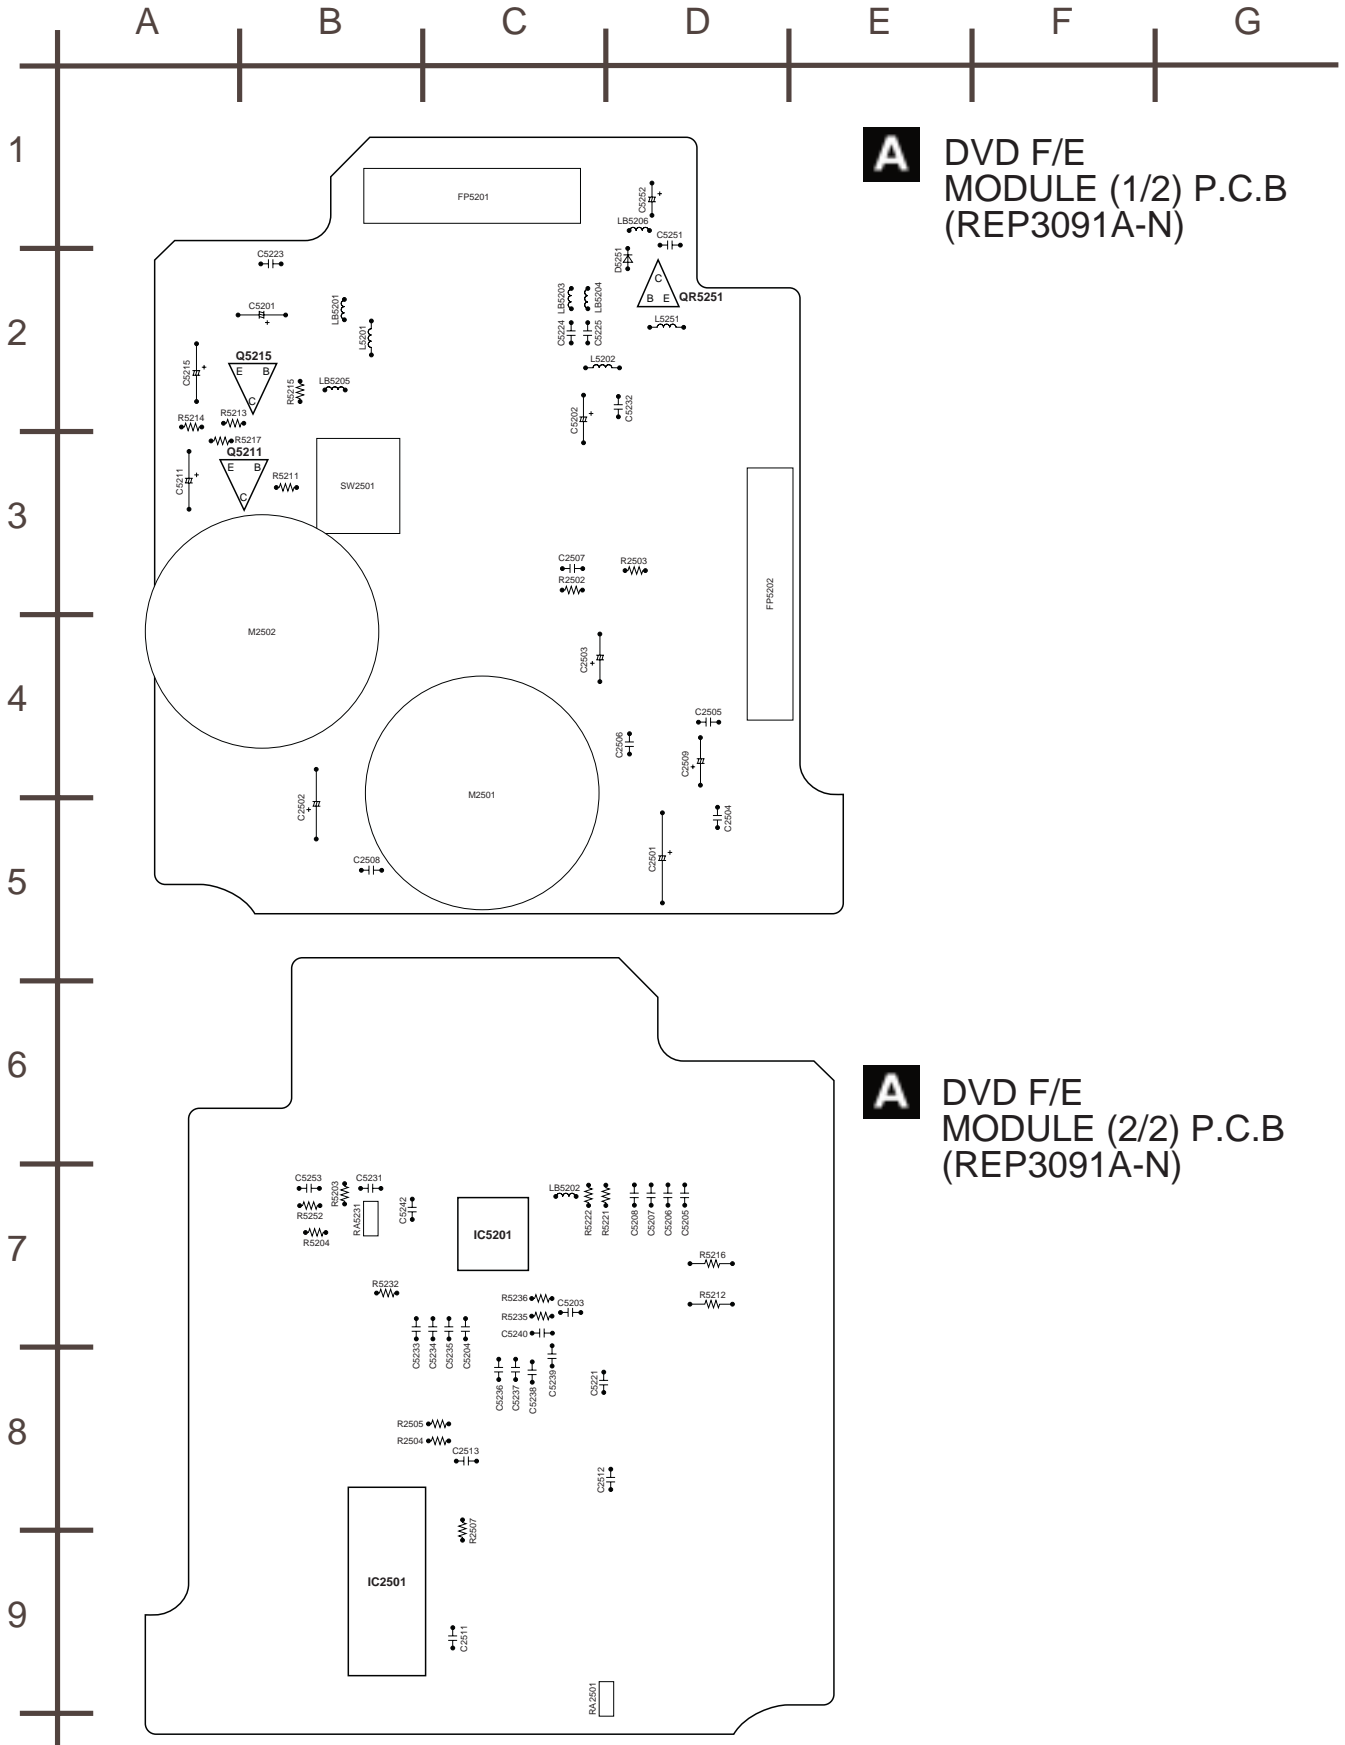 A B C D E F G
1
A DVD F/E
MODULE (1/2) P.C.B
(REP3091A-N)
FP5201
C5252
LB5206
C5251
C5223
D5251
C
B E QR5251
2
C5201
LB5201
L5201
LB5203
LB5204
C5224
C5225
L5251
L5202
C5215
Q5215
E B
C
R5215
LB5205
C5202
C5232
R5214
R5213
R5217
3
C5211
Q5211
E B
C
R5211
SW2501
C2507
R2502
R2503
FP5202
4
M2502
C2503
C2505
C2506
C2509
5
C2502
M2501
C2504
C2501
C2508
6
A DVD F/E
MODULE (2/2) P.C.B
(REP3091A-N)
7
C5253
R5203
C5231
R5252
RA5231
R5204
C5242
IC5201
LB5202
R5222
R5221
C5208
C5207
C5206
C5205
R5216
R5232
R5236
C5203
R5212
R5235
C5240
8
C5233
C5234
C5235
C5204
C5236
C5237
C5238
C5239
C5221
R2505
R2504
C2513
C2512
9
R2507
IC2501
C2511
RA2501